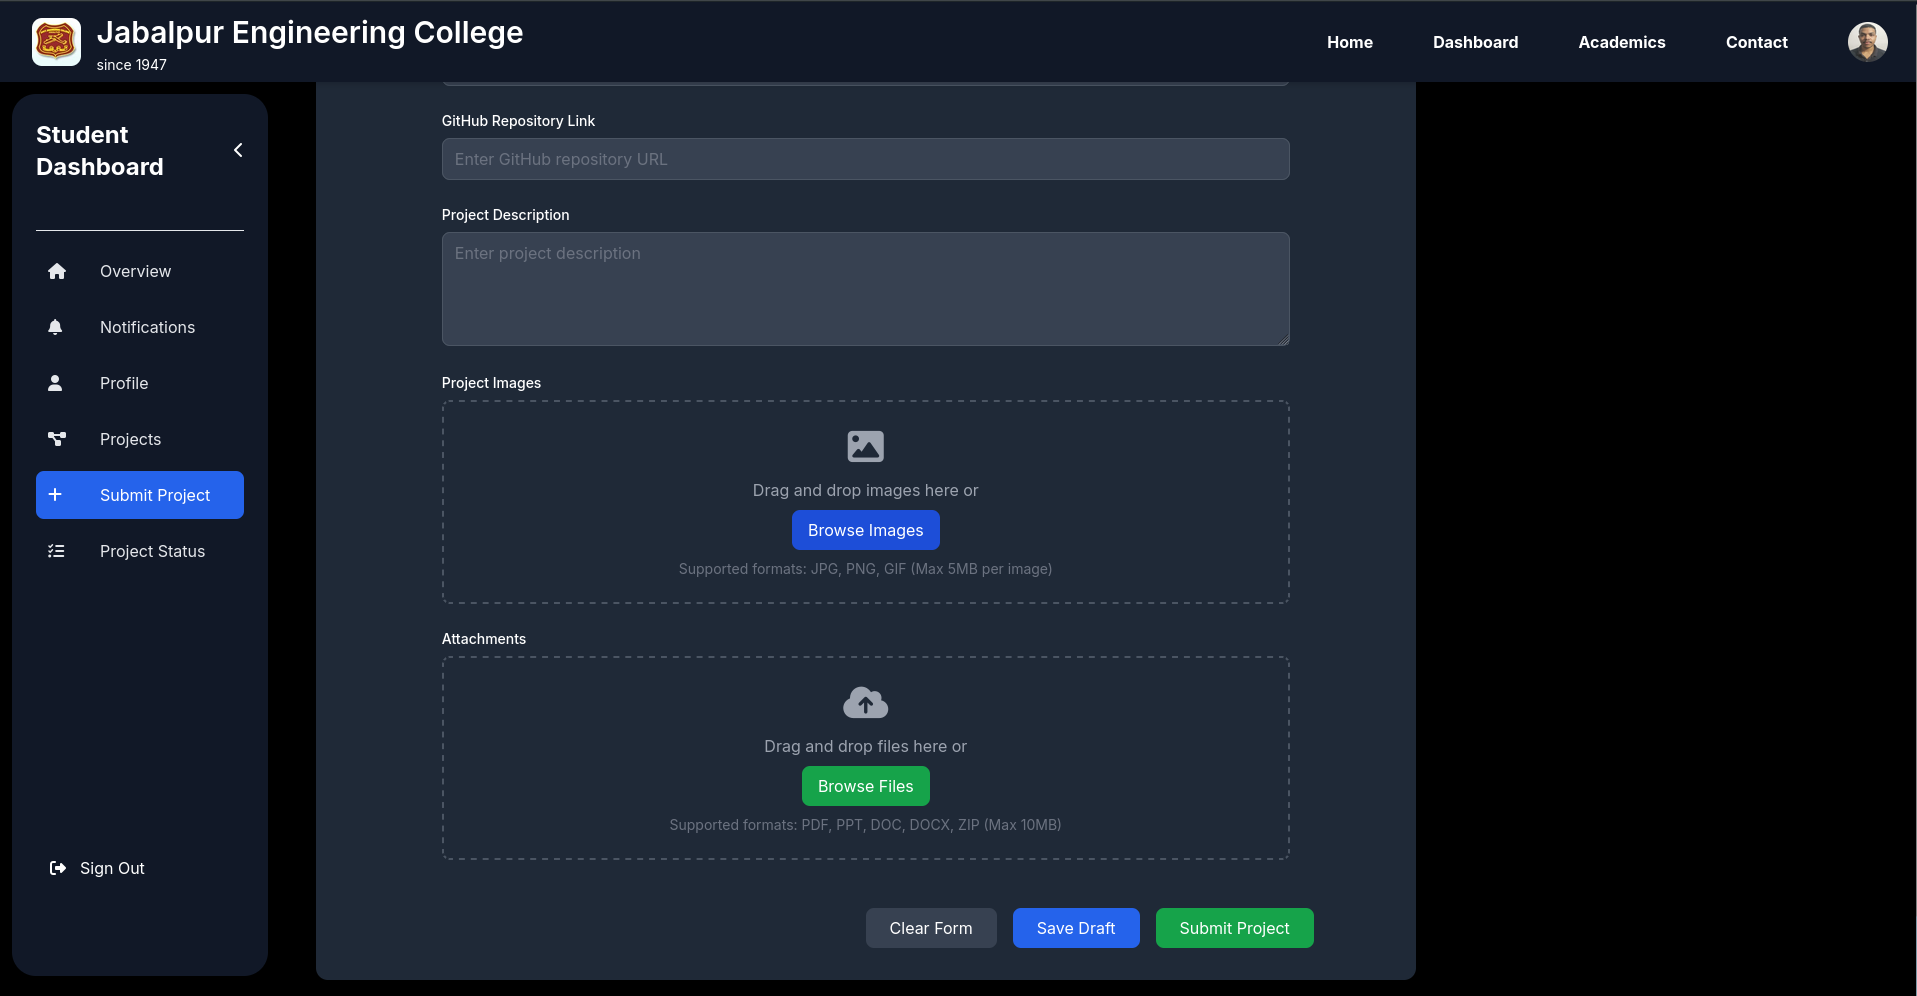 Jabalpur Engineering College
since 1947
Home
Dashboard
Academics
Contact
Student
Dashboard
Overview
Notifications
Profile
Projects
Submit Project
Project Status
Sign Out
GitHub Repository Link
Enter GitHub repository URL
Project Description
Enter project description
Project Images
Drag and drop images here or
Browse Images
Supported formats: JPG, PNG, GIF (Max 5MB per image)
Attachments
Drag and drop files here or
Browse Files
Supported formats: PDF, PPT, DOC, DOCX, ZIP (Max 10MB)
Clear Form
Save Draft
Submit Project